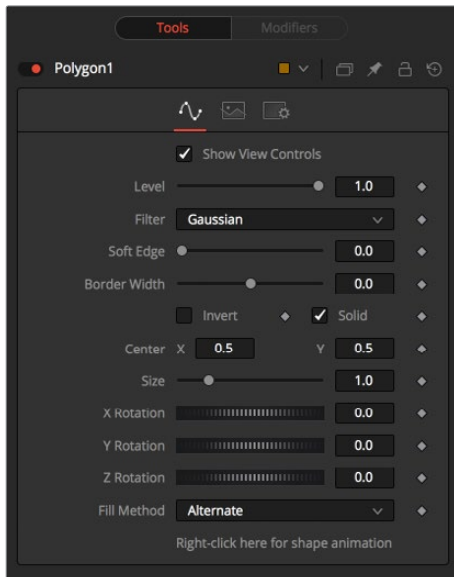 Tools Modifiers
Polygon1
Show View Controls
Level 1.0
Filter Gaussian
Soft Edge 0.0
Border Width 0.0
Invert Solid
Center X 0.5 Y 0.5
Size 1.0
X Rotation 0.0
Y Rotation 0.0
Z Rotation 0.0
Fill Method Alternate
Right-click here for shape animation